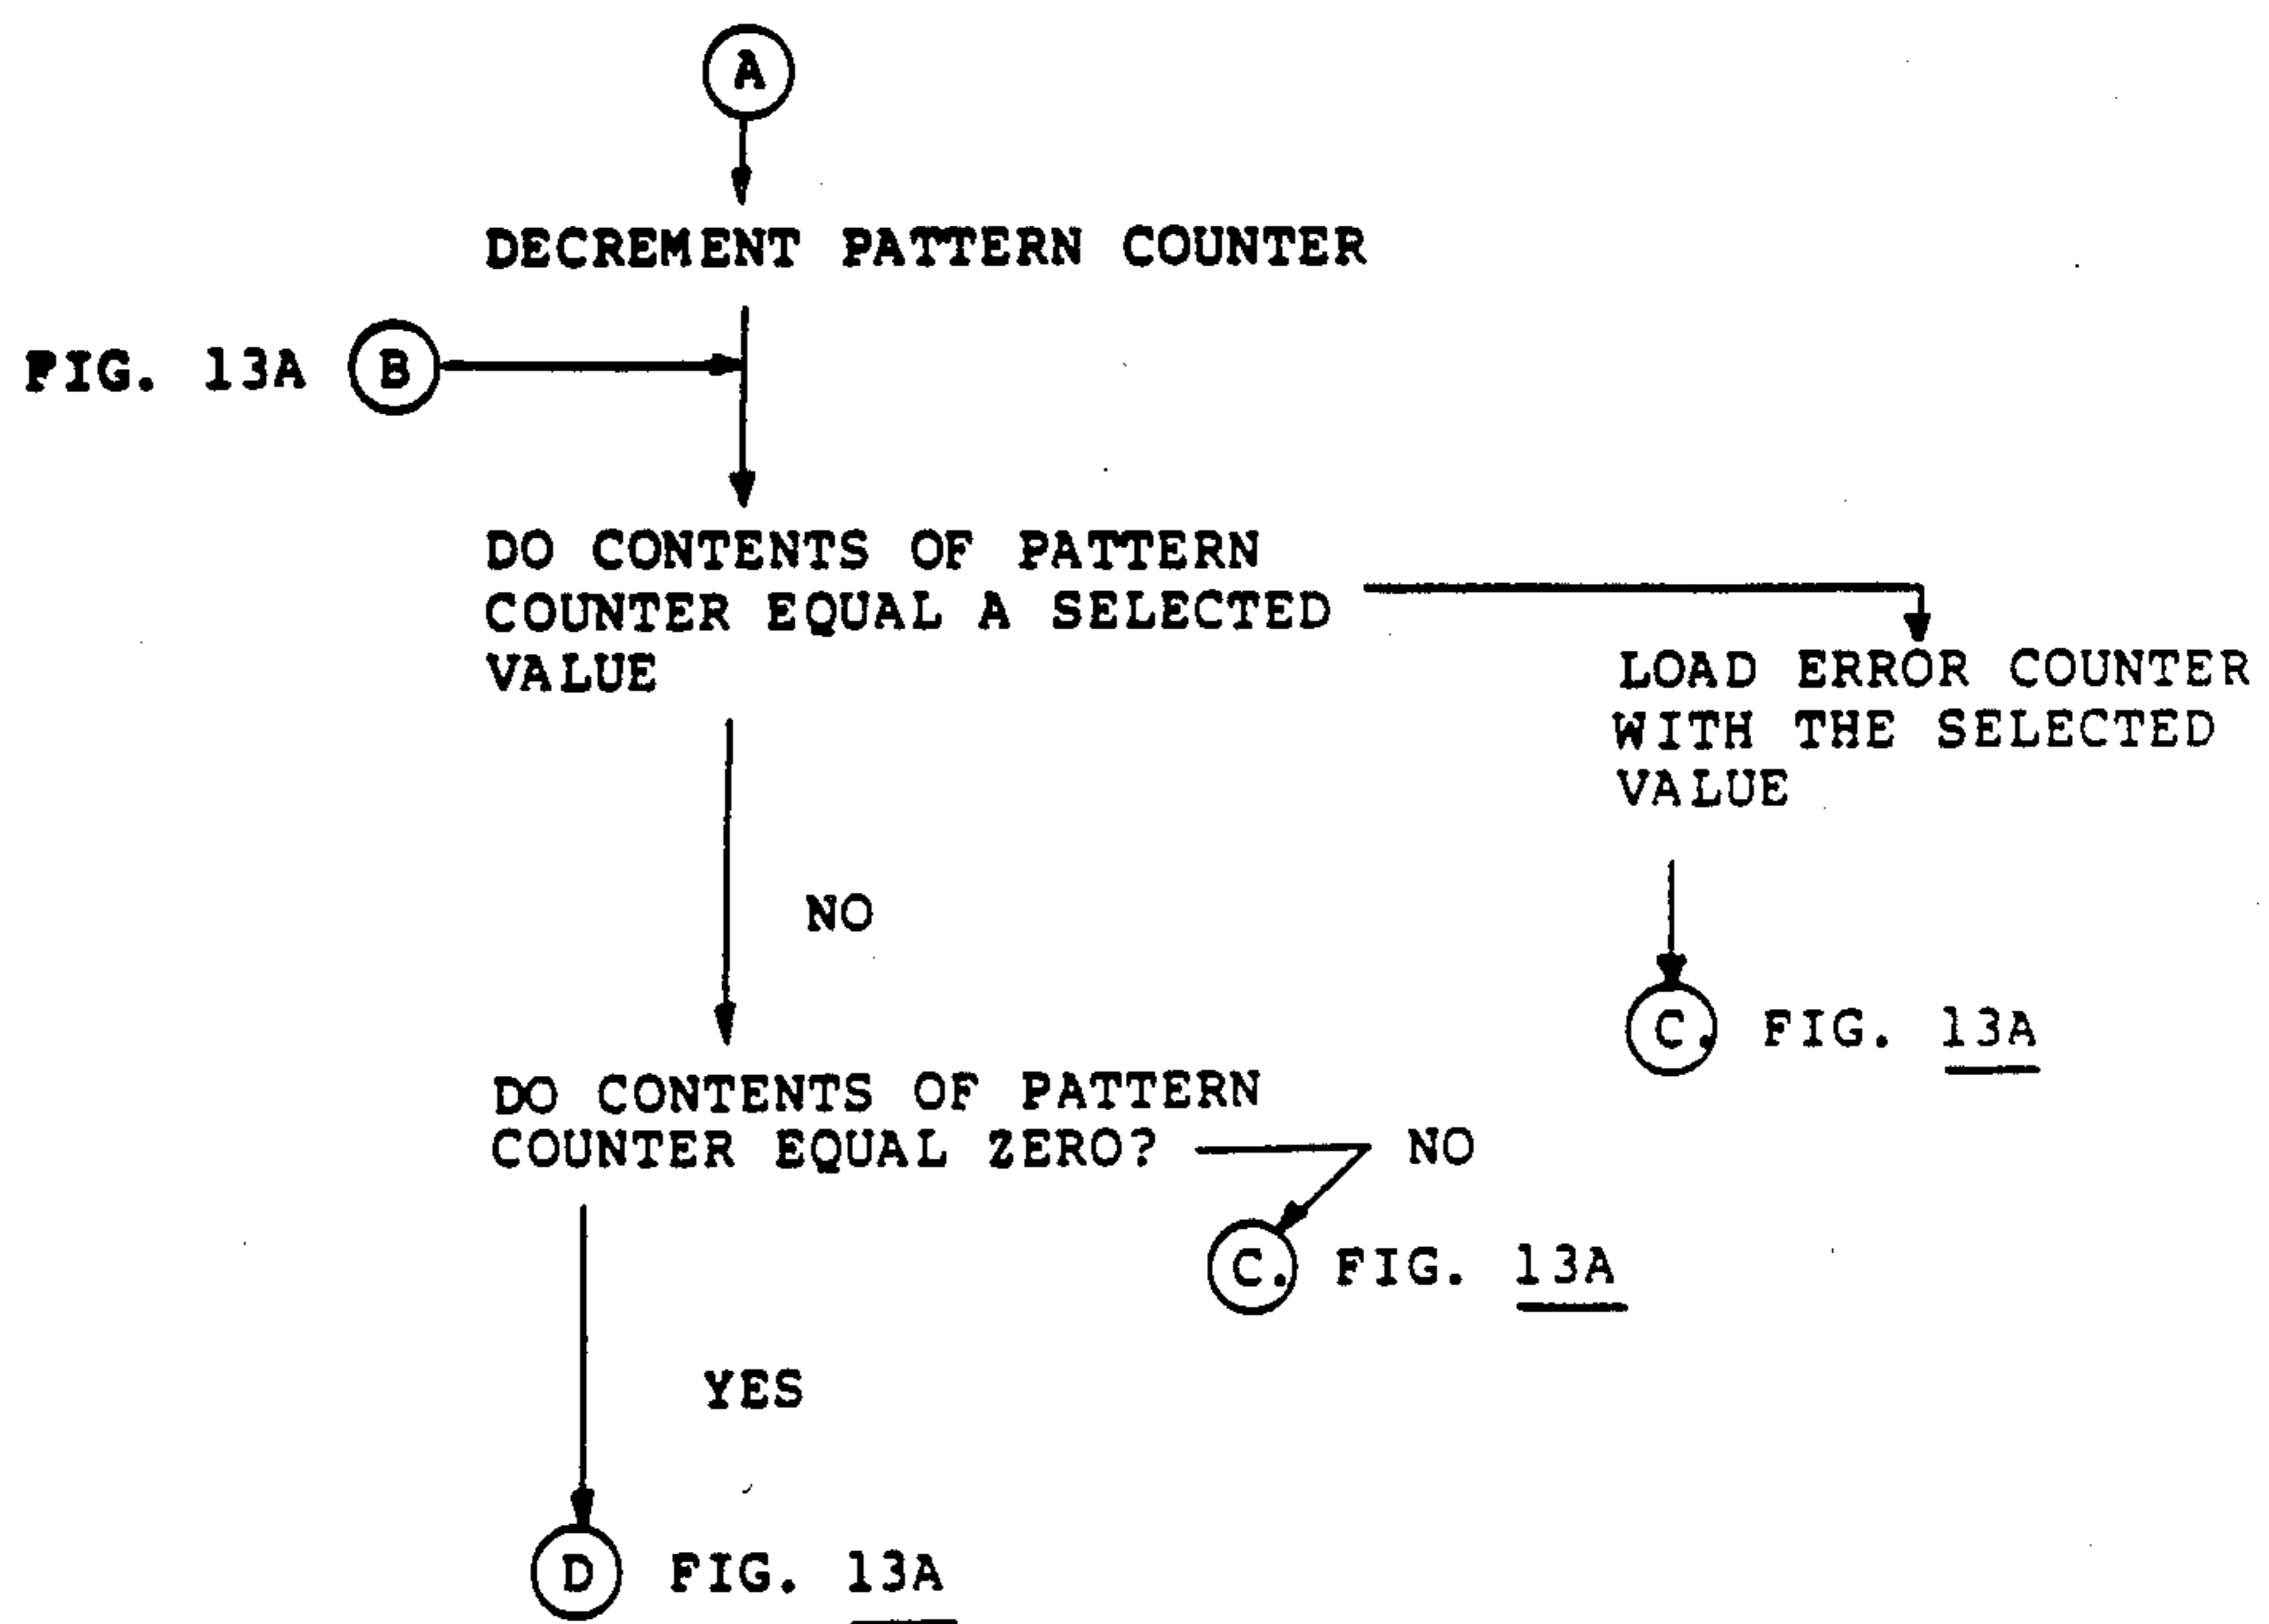 A
DECREMENT PATTERN COUNTER
FIG. 13A B
DO CONTENTS OF PATTERN
COUNTER EQUAL A SELECTED
VALUE
LOAD ERROR COUNTER
WITH THE SELECTED
VALUE
NO
C. FIG. 13A
DO CONTENTS OF PATTERN
COUNTER EQUAL ZERO?
NO
C. FIG. 13A
YES
D FIG. 13A